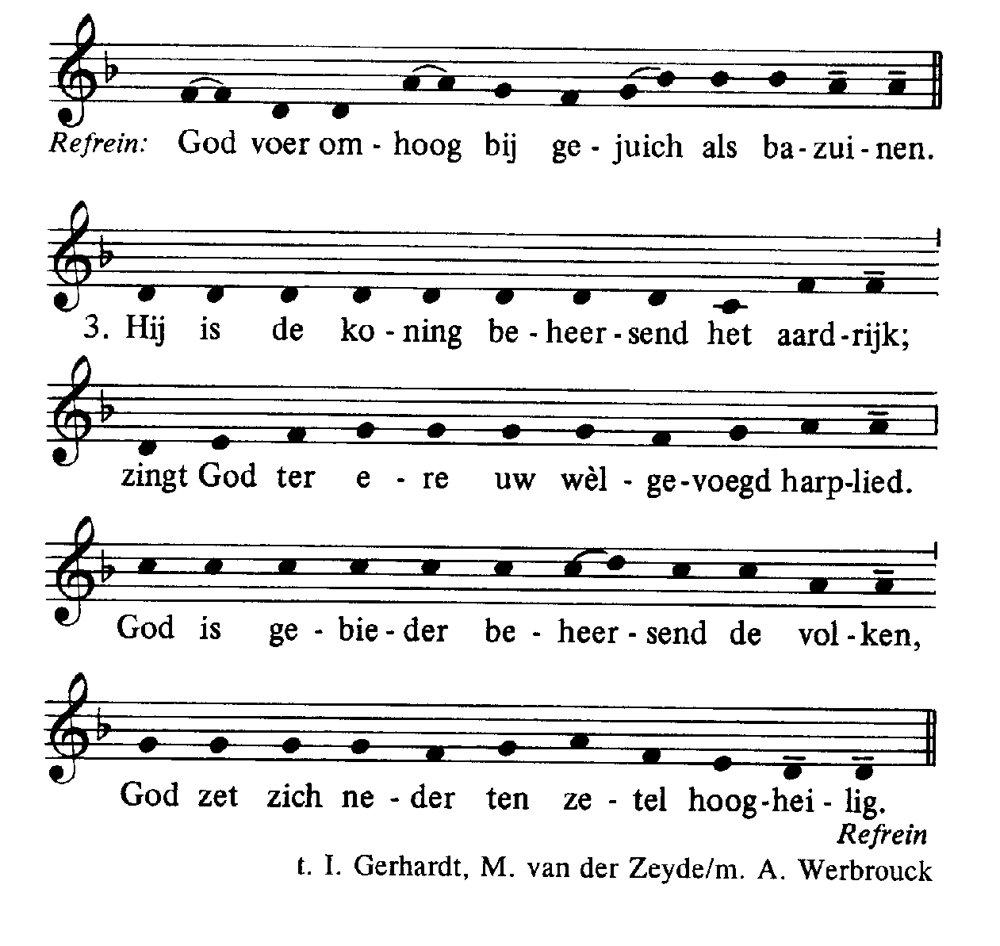 Refrein: God voer om - hoog bij ge - juich als ba - zui - nen.
3. Hij is de ko - ning be - heer - send het aard - rijk;
zingt God ter e - re uw wèl - ge - voegd harp - lied.
God is ge - bie - der be - heer - send de vol - ken,
God zet zich ne - der ten ze - tel hoog - hei - lig.
Refrein
t. I. Gerhardt, M. van der Zeyde/m. A. Werbrouck